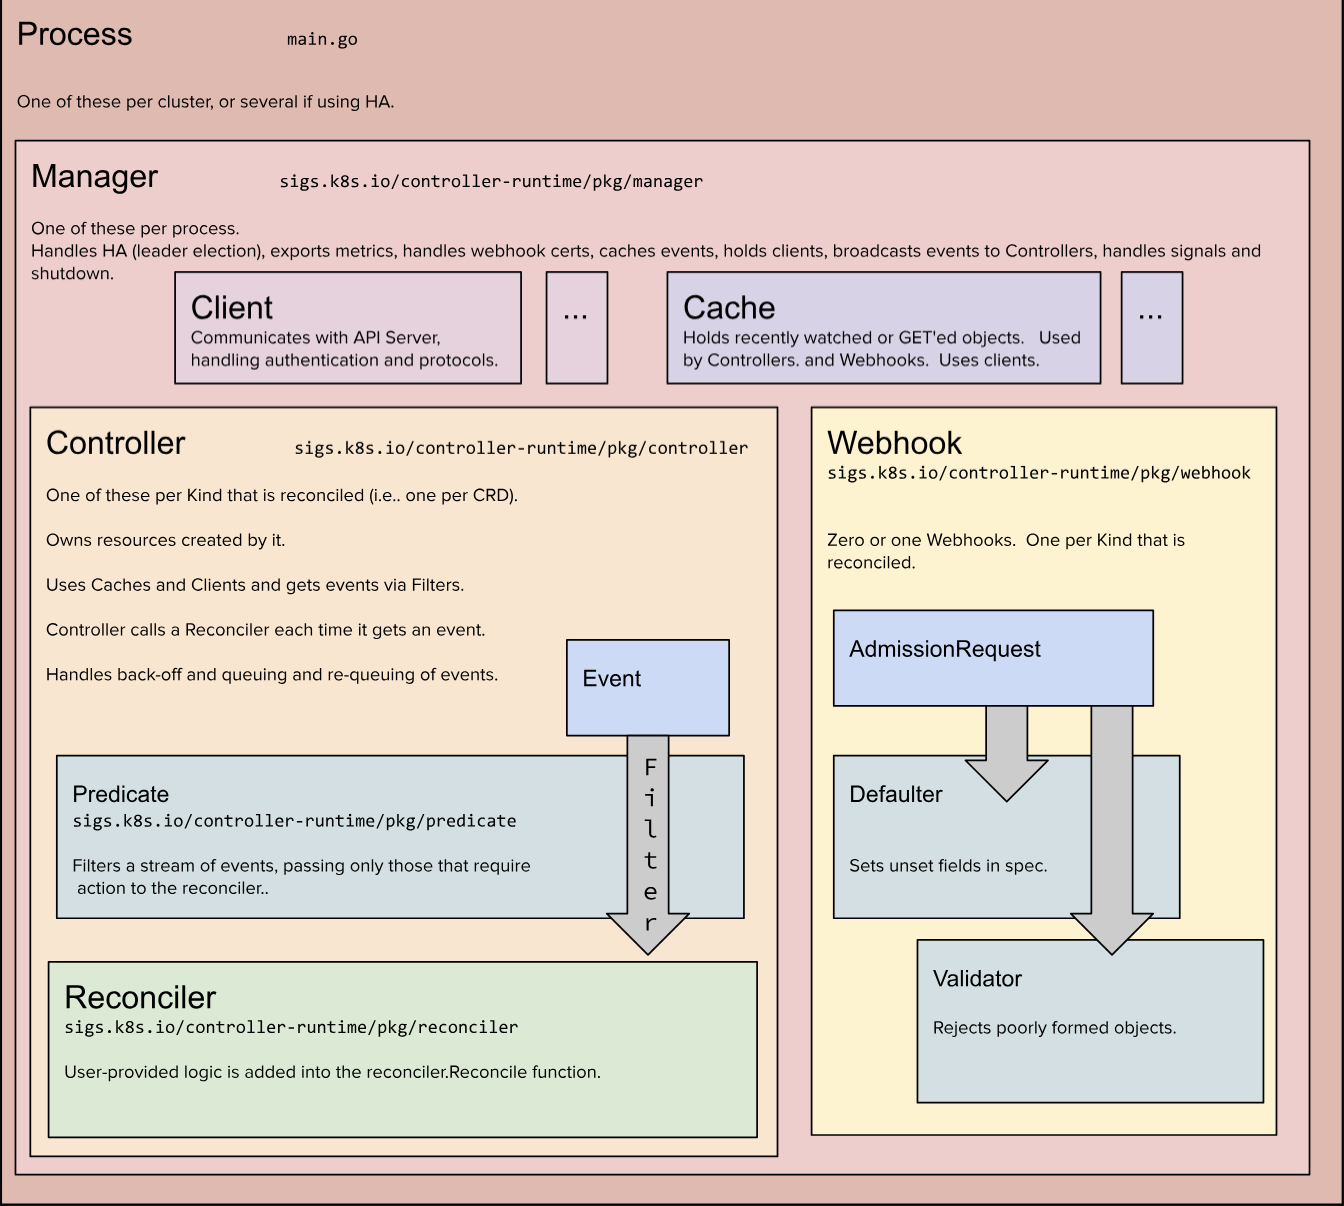 Process
main.go
One of these per cluster, or several if using HA.
Manager
sigs.k8s.io/controller-runtime/pkg/manager
One of these per process.
Handles HA (leader election), exports metrics, handles webhook certs, caches events, holds clients, broadcasts events to Controllers, handles signals and
shutdown.
Client
Communicates with API Server,
handling authentication and protocols.
...
Cache
Holds recently watched or GET'ed objects.   Used
by Controllers. and Webhooks.  Uses clients.
...
Controller
sigs.k8s.io/controller-runtime/pkg/controller
One of these per Kind that is reconciled (i.e.. one per CRD).
Owns resources created by it.
Uses Caches and Clients and gets events via Filters.
Controller calls a Reconciler each time it gets an event.
Handles back-off and queuing and re-queuing of events.
Event
Filter
Predicate
sigs.k8s.io/controller-runtime/pkg/predicate
Filters a stream of events, passing only those that require
action to the reconciler..
Reconciler
sigs.k8s.io/controller-runtime/pkg/reconciler
User-provided logic is added into the reconciler.Reconcile function.
Webhook
sigs.k8s.io/controller-runtime/pkg/webhook
Zero or one Webhooks.  One per Kind that is
reconciled.
AdmissionRequest
Defaulter
Sets unset fields in spec.
Validator
Rejects poorly formed objects.